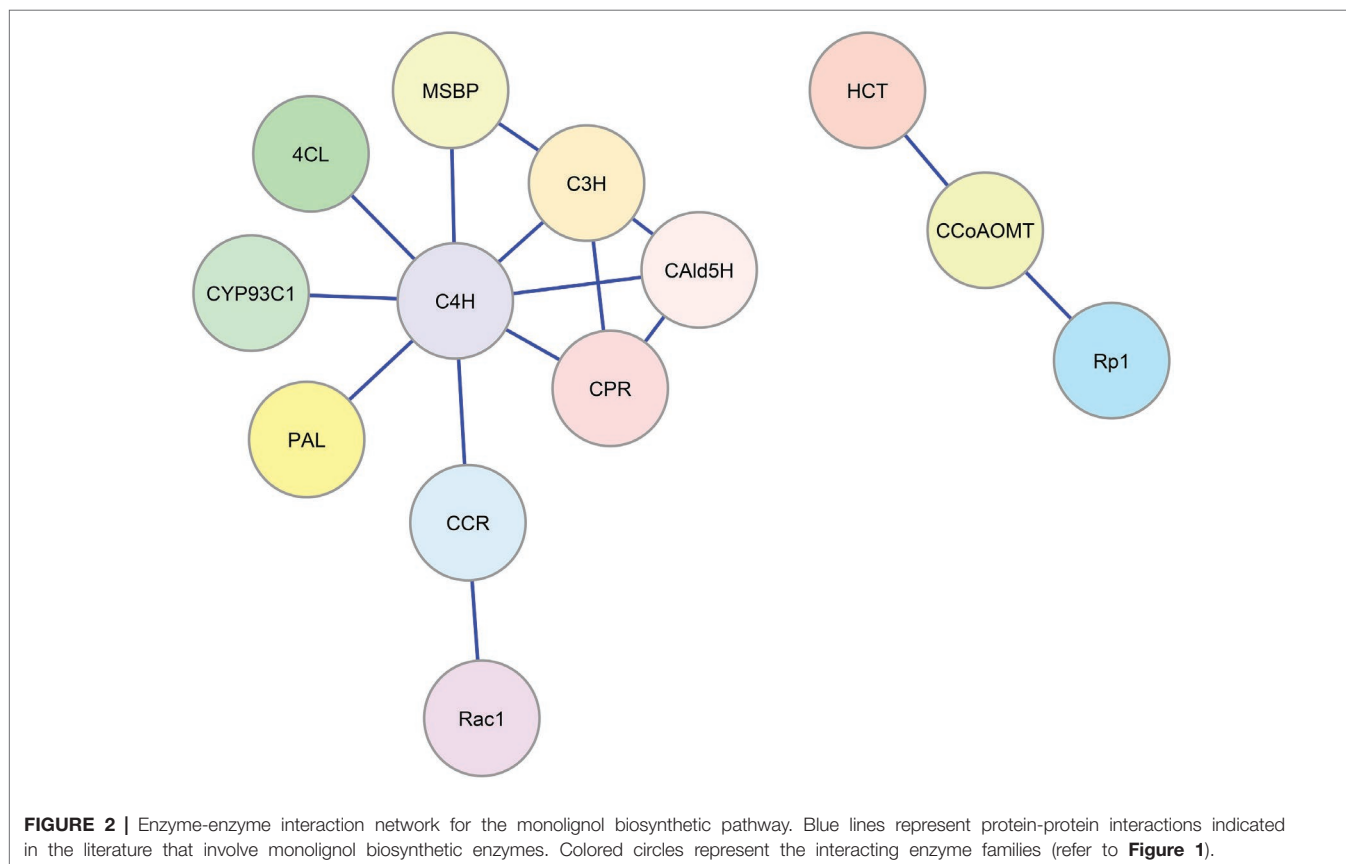 MSBP
HCT
4CL
C3H
CCoAOMT
CAld5H
CYP93C1
C4H
Rp1
CPR
PAL
CCR
Rac1
FIGURE 2 | Enzyme-enzyme interaction network for the monolignol biosynthetic pathway. Blue lines represent protein-protein interactions indicated
in the literature that involve monolignol biosynthetic enzymes. Colored circles represent the interacting enzyme families (refer to Figure 1).